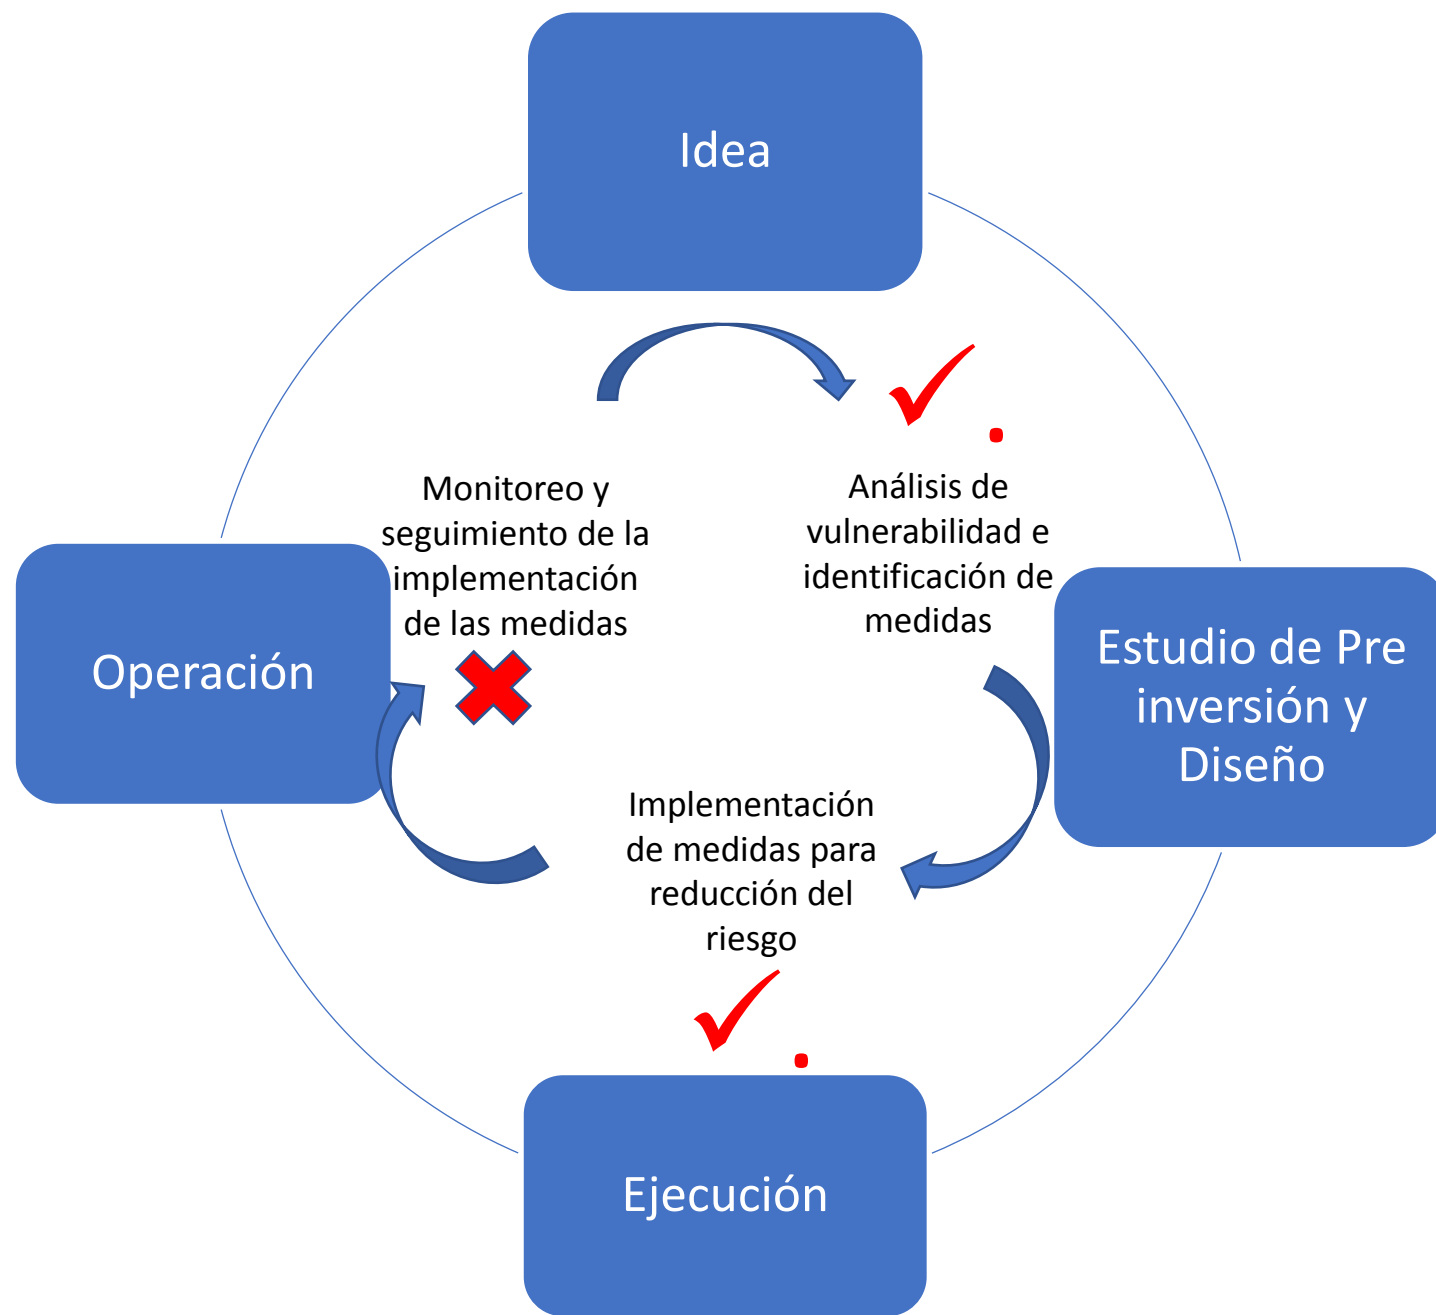 Idea
Monitoreo y
seguimiento de la
implementación
de las medidas
Análisis de
vulnerabilidad e
identificación de
medidas
Operación
Estudio de Pre
inversión y
Diseño
Implementación
de medidas para
reducción del
riesgo
Ejecución